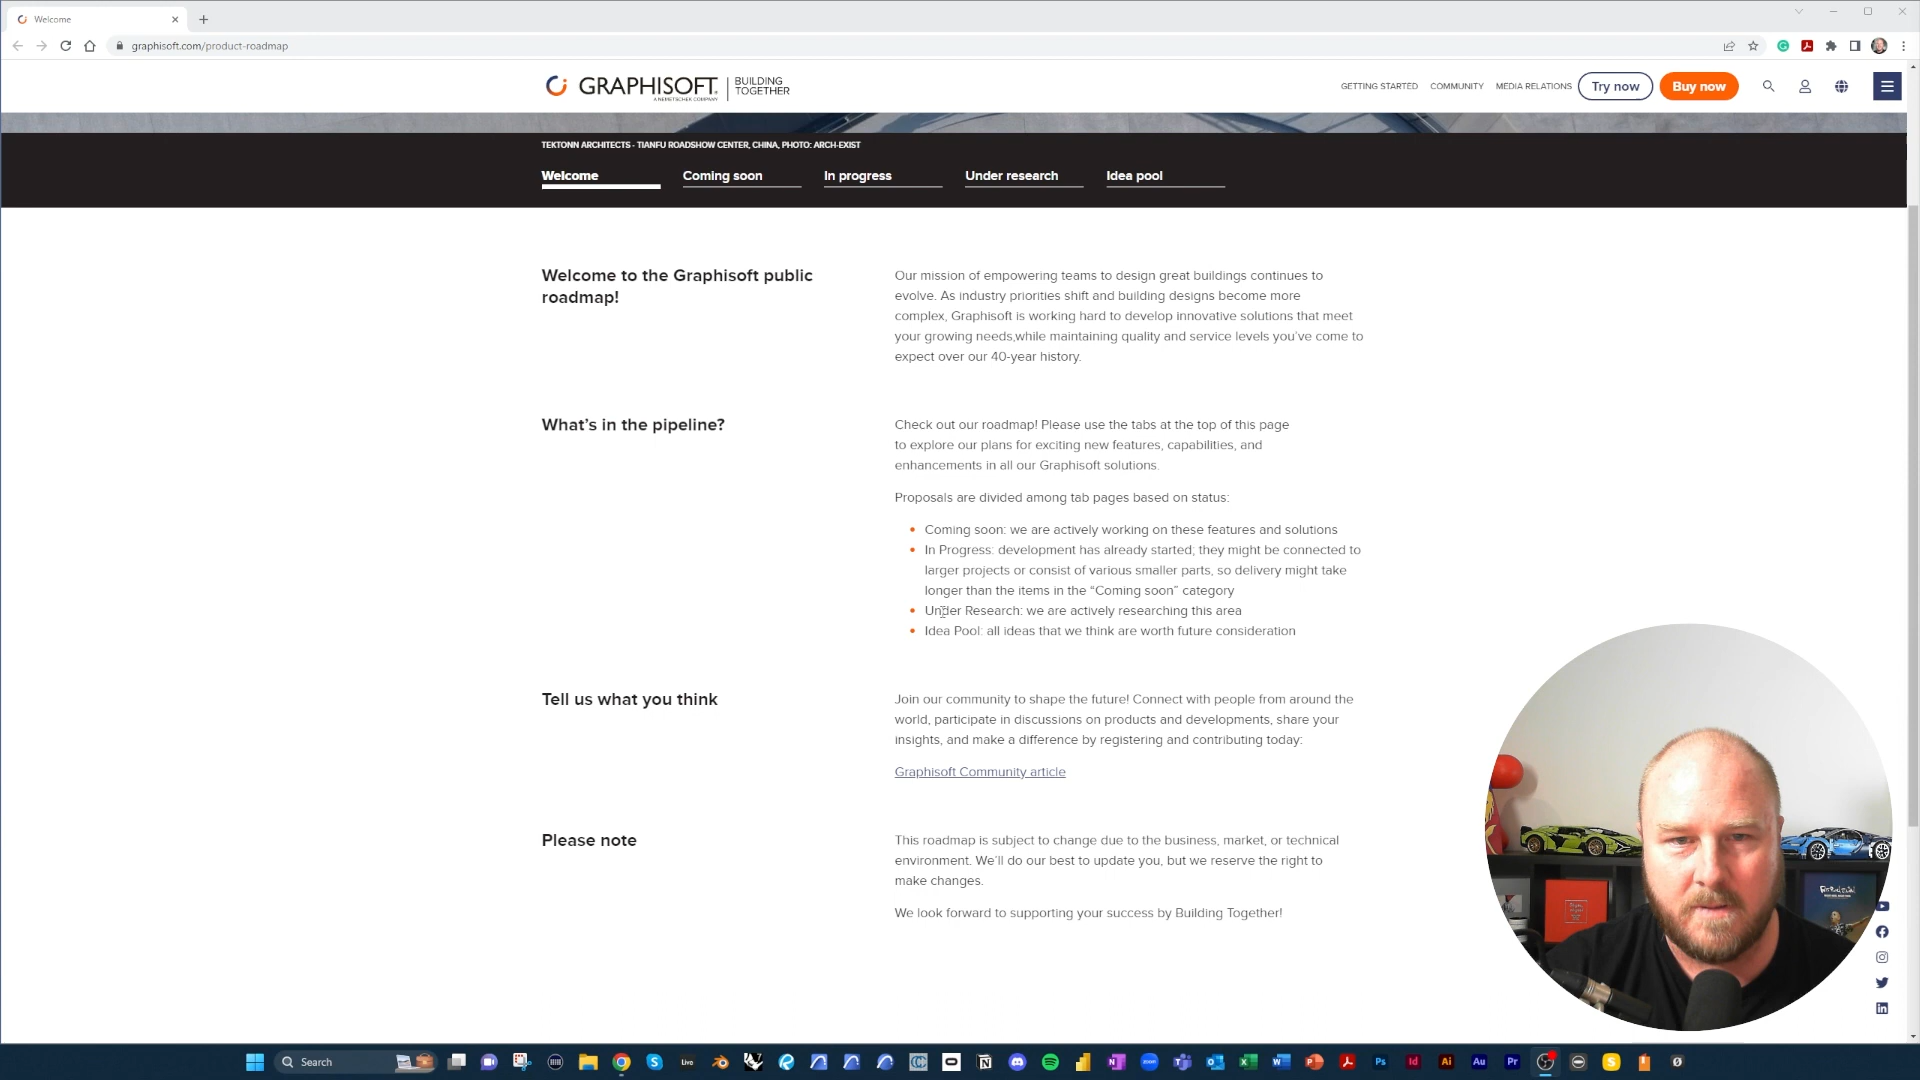 Welcome
graphisoft.com/product-roadmap
GRAPHISOFT
A NEMETSCHEK COMPANY
BUILDING
TOGETHER
GETTING STARTED
COMMUNITY
MEDIA RELATIONS
Try now
Buy now
TEKTONN ARCHITECTS - TIANFU ROADSHOW CENTER, CHINA, PHOTO: ARCH-EXIST
Welcome
Coming soon
In progress
Under research
Idea pool
Welcome to the Graphisoft public
roadmap!
Our mission of empowering teams to design great buildings continues to
evolve. As industry priorities shift and building designs become more
complex, Graphisoft is working hard to develop innovative solutions that meet
your growing needs,while maintaining quality and service levels you've come to
expect over our 40-year history.
What's in the pipeline?
Check out our roadmap! Please use the tabs at the top of this page
to explore our plans for exciting new features, capabilities, and
enhancements in all our Graphisoft solutions.
Proposals are divided among tab pages based on status:
Coming soon: we are actively working on these features and solutions
In Progress: development has already started; they might be connected to
larger projects or consist of various smaller parts, so delivery might take
longer than the items in the “Coming soon” category
Under Research: we are actively researching this area
Idea Pool: all ideas that we think are worth future consideration
Tell us what you think
Join our community to shape the future! Connect with people from around the
world, participate in discussions on products and developments, share your
insights, and make a difference by registering and contributing today:
Graphisoft Community article
Please note
This roadmap is subject to change due to the business, market, or technical
environment. We'll do our best to update you, but we reserve the right to
make changes.
We look forward to supporting your success by Building Together!
Search
Live
zoom
Ps
Id
Ai
Au
Pr